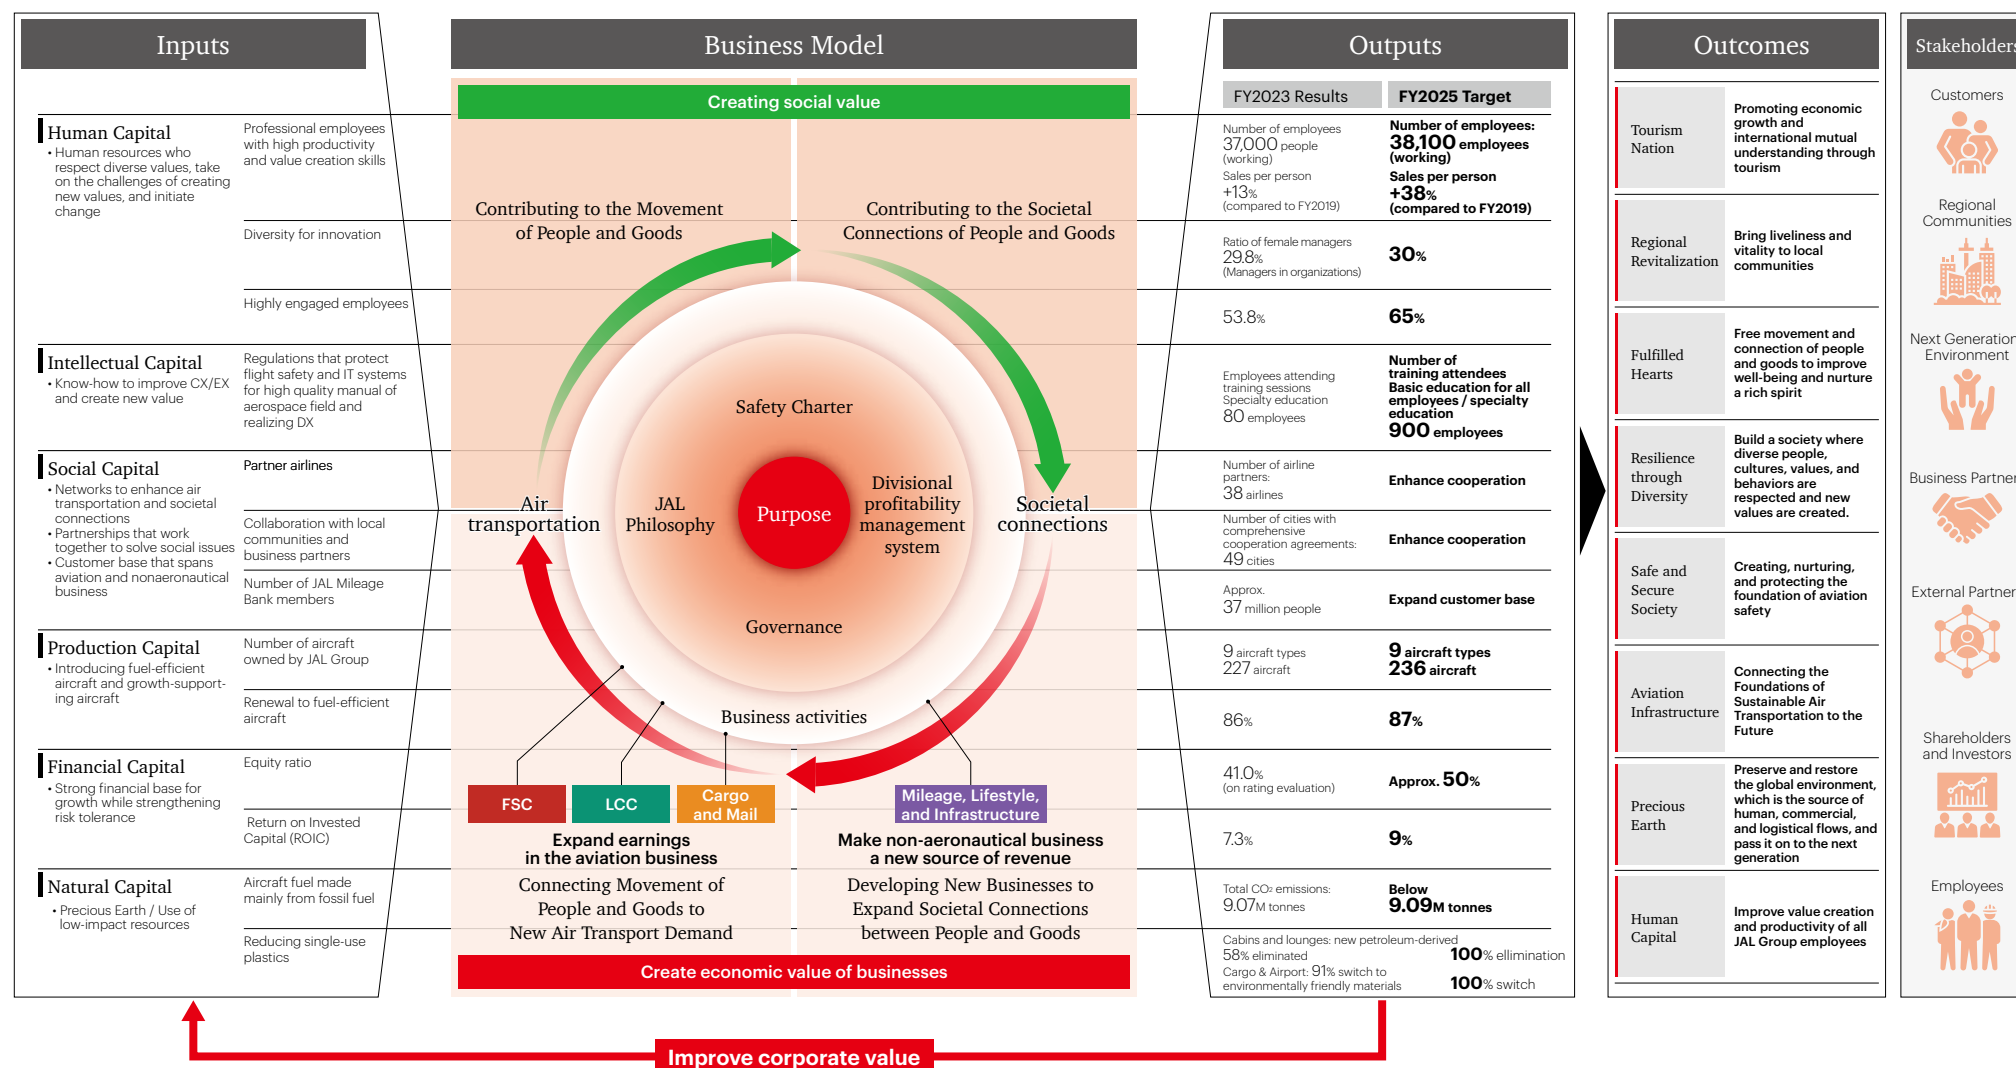 Inputs
Human Capital
• Human resources who
respect diverse values, take
on the challenges of creating
new values, and initiate
change
Professional employees
with high productivity
and value creation skills
Diversity for innovation
Highly engaged employees
Intellectual Capital
• Know-how to improve CX/EX
and create new value
Regulations that protect
flight safety and IT systems
for high quality manual of
aerospace field and
realizing DX
Social Capital
• Networks to enhance air
transportation and societal
connections
• Partnerships that work
together to solve social issues
• Customer base that spans
aviation and nonaeronautical
business
Partner airlines
Collaboration with local
communities and
business partners
Number of JAL Mileage
Bank members
Production Capital
• Introducing fuel-efficient
aircraft and growth-support-
ing aircraft
Number of aircraft
owned by JAL Group
Renewal to fuel-efficient
aircraft
Financial Capital
• Strong financial base for
growth while strengthening
risk tolerance
Equity ratio
Return on Invested
Capital (ROIC)
Natural Capital
• Precious Earth / Use of
low-impact resources
Aircraft fuel made
mainly from fossil fuel
Reducing single-use
plastics
Business Model
Creating social value
Contributing to the Movement
of People and Goods
Contributing to the Societal
Connections of People and Goods
Safety Charter
Air
transportation
JAL
Philosophy
Purpose
Divisional
profitability
management
system
Societal
connections
Governance
Business activities
FSC
LCC
Cargo
and Mail
Mileage, Lifestyle,
and Infrastructure
Expand earnings
in the aviation business
Make non-aeronautical business
a new source of revenue
Connecting Movement of
People and Goods to
New Air Transport Demand
Developing New Businesses to
Expand Societal Connections
between People and Goods
Create economic value of businesses
Outputs
FY2023 Results
FY2025 Target
Number of employees
37,000 people
(working)
Sales per person
+13%
(compared to FY2019)
Number of employees:
38,100 employees
(working)
Sales per person
+38%
(compared to FY2019)
Ratio of female managers
29.8%
(Managers in organizations)
30%
53.8%
65%
Employees attending
training sessions
Specialty education
80 employees
Number of
training attendees
Basic education for all
employees / specialty
education
900 employees
Number of airline
partners:
38 airlines
Enhance cooperation
Number of cities with
comprehensive
cooperation agreements:
49 cities
Enhance cooperation
Approx.
37 million people
Expand customer base
9 aircraft types
227 aircraft
9 aircraft types
236 aircraft
86%
87%
41.0%
(on rating evaluation)
Approx. 50%
7.3%
9%
Total CO2 emissions:
9.07M tonnes
Below
9.09M tonnes
Cabins and lounges: new petroleum-derived
58% eliminated
100% ellimination
Cargo & Airport: 91% switch to
environmentally friendly materials
100% switch
Outcomes
Tourism
Nation
Promoting economic
growth and
international mutual
understanding through
tourism
Regional
Revitalization
Bring liveliness and
vitality to local
communities
Fulfilled
Hearts
Free movement and
connection of people
and goods to improve
well-being and nurture
a rich spirit
Resilience
through
Diversity
Build a society where
diverse people,
cultures, values, and
behaviors are
respected and new
values are created.
Safe and
Secure
Society
Creating, nurturing,
and protecting the
foundation of aviation
safety
Aviation
Infrastructure
Connecting the
Foundations of
Sustainable Air
Transportation to the
Future
Precious
Earth
Preserve and restore
the global environment,
which is the source of
human, commercial,
and logistical flows, and
pass it on to the next
generation
Human
Capital
Improve value creation
and productivity of all
JAL Group employees
Stakeholders
Customers
Regional
Communities
Next Generation
Environment
Business Partner
External Partner
Shareholders
and Investors
Employees
Improve corporate value